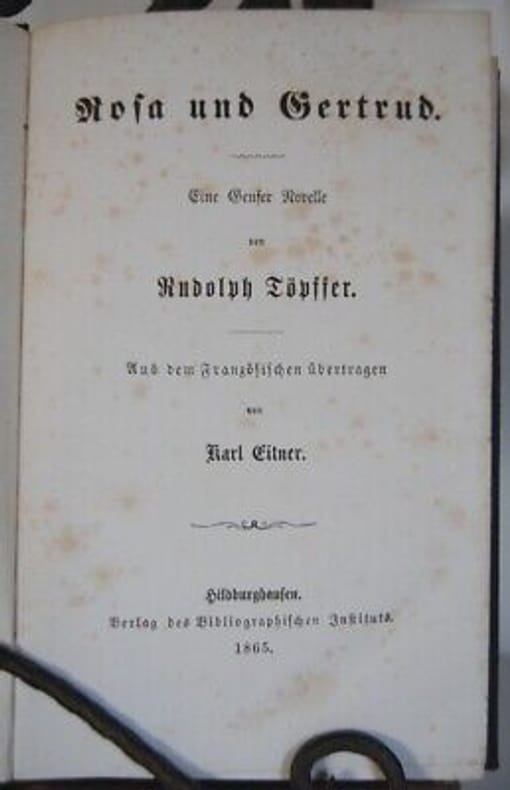 Rosa und Gertrud.
Eine Genfer Novelle
von
Rudolph Töpffer.
Aus dem Französischen übertragen
von
Karl Eitner.
Hildburghausen.
Verlag des Bibliographischen Instituts.
1865.